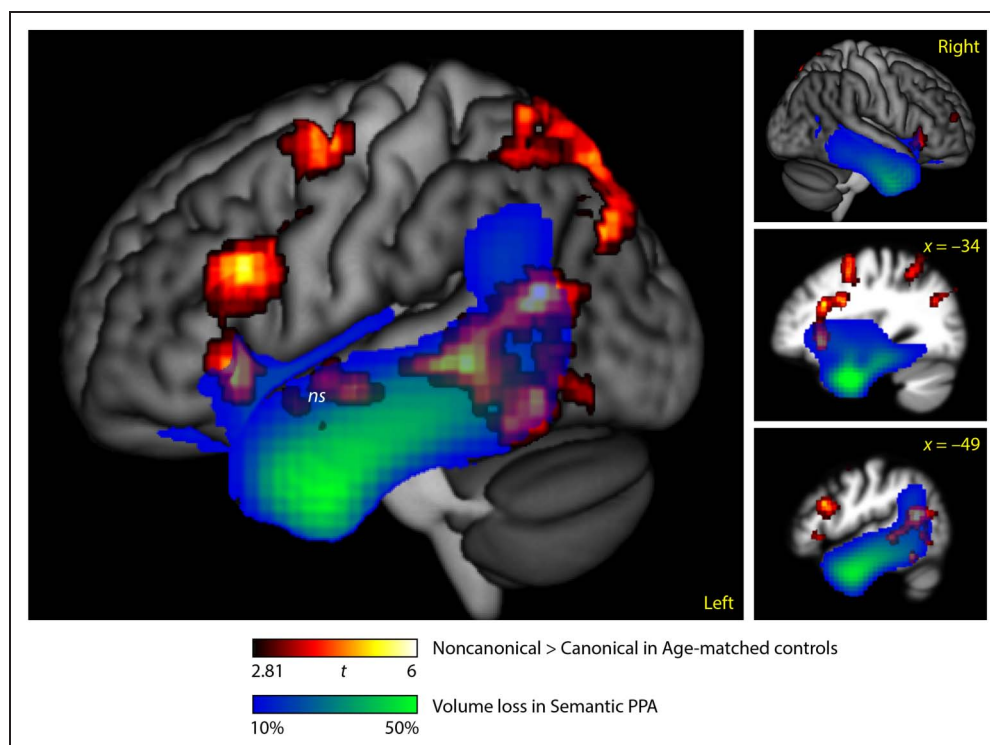 Right
x = –34
x = –49
ns
Left
Noncanonical > Canonical in Age-matched controls
2.81 t 6
Volume loss in Semantic PPA
10% 50%